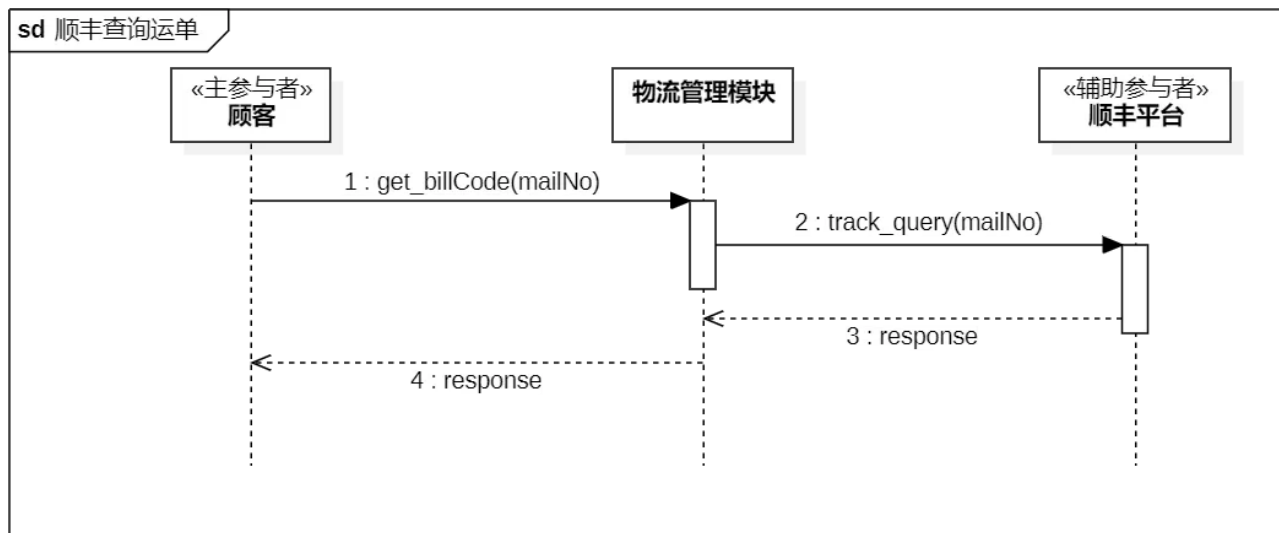 sd 顺丰查询运单
«主参与者»
顾客
物流管理模块
«辅助参与者»
顺丰平台
1 : get_billCode(mailNo)
2 : track_query(mailNo)
3 : response
4 : response